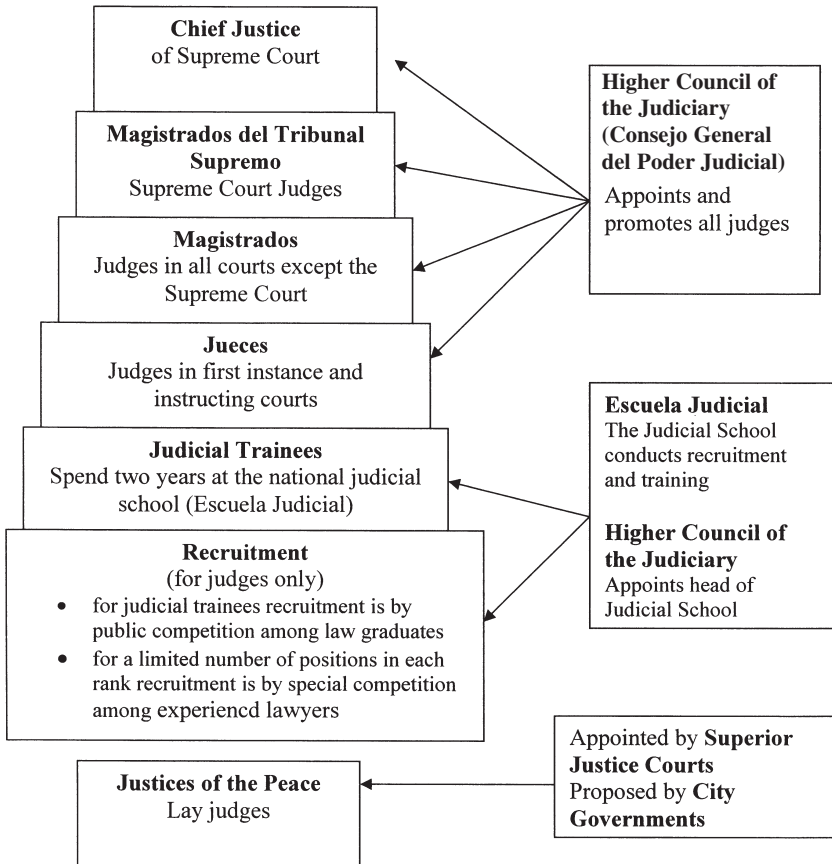 Chief Justice
of Supreme Court
Magistrados del Tribunal
Supremo
Supreme Court Judges
Magistrados
Judges in all courts except the
Supreme Court
Jueces
Judges in first instance and
instructing courts
Judicial Trainees
Spend two years at the national judicial
school (Escuela Judicial)
Recruitment
(for judges only)
• for judicial trainees recruitment is by
public competition among law graduates
• for a limited number of positions in each
rank recruitment is by special competition
among experiencd lawyers
Justices of the Peace
Lay judges
Higher Council of
the Judiciary
(Consejo General
del Poder Judicial)
Appoints and
promotes all judges
Escuela Judicial
The Judicial School
conducts recruitment
and training
Higher Council of
the Judiciary
Appoints head of
Judicial School
Appointed by Superior
Justice Courts
Proposed by City
Governments